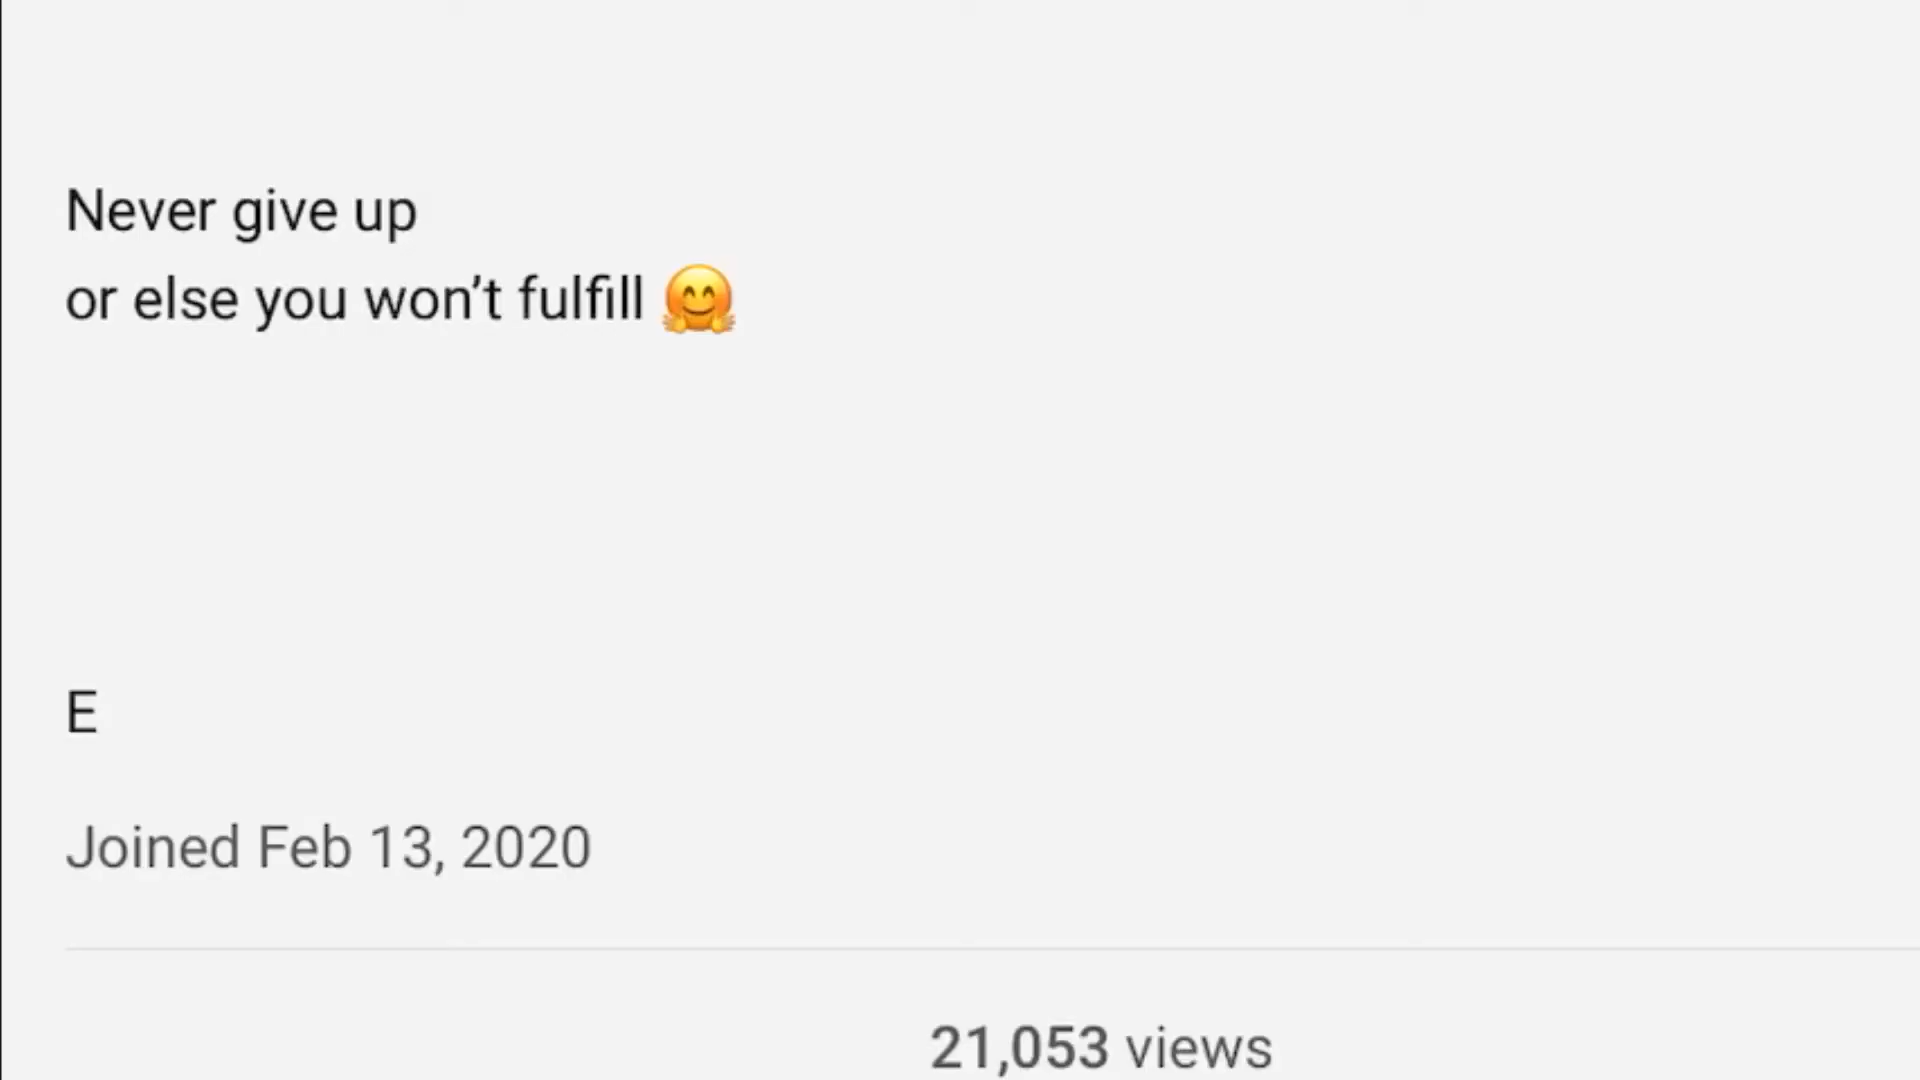 Never give up
or else you won’t fulfill 🤗
E
Joined Feb 13, 2020
21,053 views